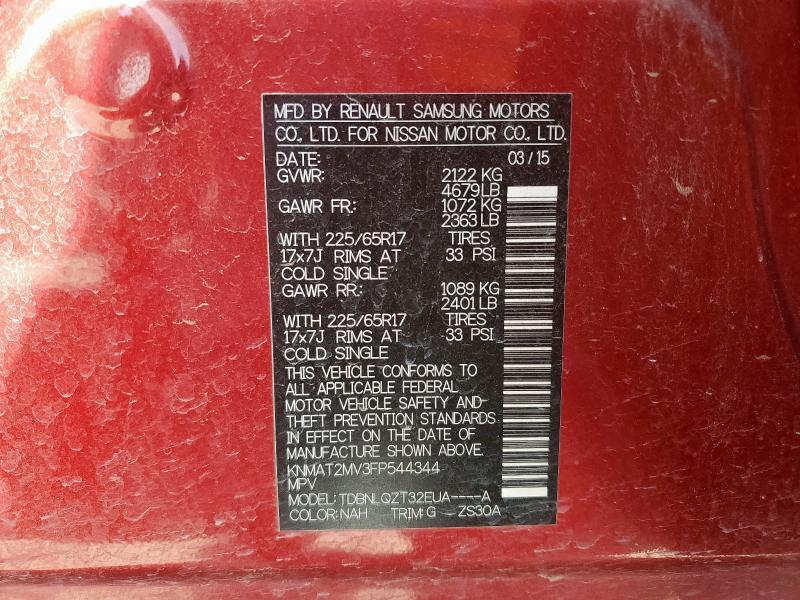 MFD BY RENAULT SAMSUNG MOTORS
CO., LTD. FOR NISSAN MOTOR CO., LTD.
DATE: 03/15
GVWR: 2122 KG
4679 LB
GAWR FR: 1072 KG
2363 LB
WITH 225/65R17 TIRES
17x7J RIMS AT 33 PSI
COLD SINGLE
GAWR RR: 1089 KG
2401 LB
WITH 225/65R17 TIRES
17x7J RIMS AT 33 PSI
COLD SINGLE
THIS VEHICLE CONFORMS TO
ALL APPLICABLE FEDERAL
MOTOR VEHICLE SAFETY AND
THEFT PREVENTION STANDARDS
IN EFFECT ON THE DATE OF
MANUFACTURE SHOWN ABOVE.
KNMAT2MV3FP544344
MPV
MODEL: TDBNLQZT32EUA----A
COLOR: NAH TRIM: G ZS30A